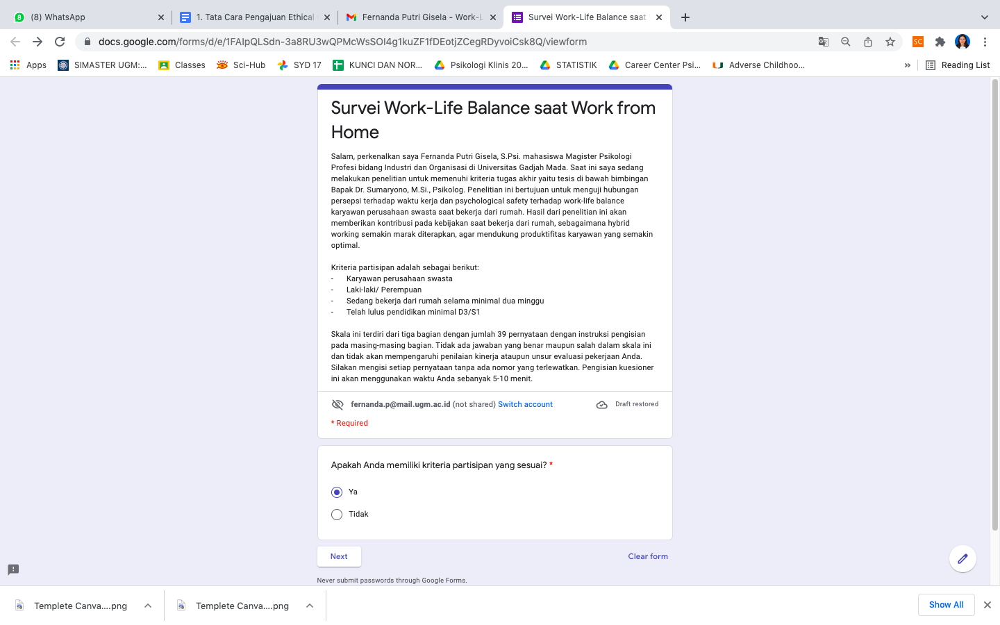 8
(8) WhatsApp
1. Tata Cara Pengajuan Ethical
Fernanda Putri Gisela - Work-L
Survei Work-Life Balance saat
docs.google.com/forms/d/e/1FAIpQLSdn-3a8RU3wQPMcWsSOI4g1kuZF1fDEotjZCegRDyvoiCsk8Q/viewform
SC
Apps
SIMASTER UGM:...
Classes
Sci-Hub
SYD 17
KUNCI DAN NOR...
Psikologi Klinis 20...
STATISTIK
Career Center Psi...
Adverse Childhoo...
»
Reading List
Survei Work-Life Balance saat Work from
Home
Salam, perkenalkan saya Fernanda Putri Gisela, S.Psi. mahasiswa Magister Psikologi
Profesi bidang Industri dan Organisasi di Universitas Gadjah Mada. Saat ini saya sedang
melakukan penelitian untuk memenuhi kriteria tugas akhir yaitu tesis di bawah bimbingan
Bapak Dr. Sumaryono, M.Si., Psikolog. Penelitian ini bertujuan untuk menguji hubungan
persepsi terhadap waktu kerja dan psychological safety terhadap work-life balance
karyawan perusahaan swasta saat bekerja dari rumah. Hasil dari penelitian ini akan
memberikan kontribusi pada kebijakan saat bekerja dari rumah, sebagaimana hybrid
working semakin marak diterapkan, agar mendukung produktifitas karyawan yang semakin
optimal.
Kriteria partisipan adalah sebagai berikut:
- Karyawan perusahaan swasta
- Laki-laki/ Perempuan
- Sedang bekerja dari rumah selama minimal dua minggu
- Telah lulus pendidikan minimal D3/S1
Skala ini terdiri dari tiga bagian dengan jumlah 39 pernyataan dengan instruksi pengisian
pada masing-masing bagian. Tidak ada jawaban yang benar maupun salah dalam skala ini
dan tidak akan mempengaruhi penilaian kinerja ataupun unsur evaluasi pekerjaan Anda.
Silakan mengisi setiap pernyataan tanpa ada nomor yang terlewatkan. Pengisian kuesioner
ini akan menggunakan waktu Anda sebanyak 5-10 menit.
fernanda.p@mail.ugm.ac.id (not shared) Switch account
Draft restored
* Required
Apakah Anda memiliki kriteria partisipan yang sesuai? *
Ya
Tidak
Next
Clear form
Never submit passwords through Google Forms.
Templete Canva....png
Templete Canva....png
Show All